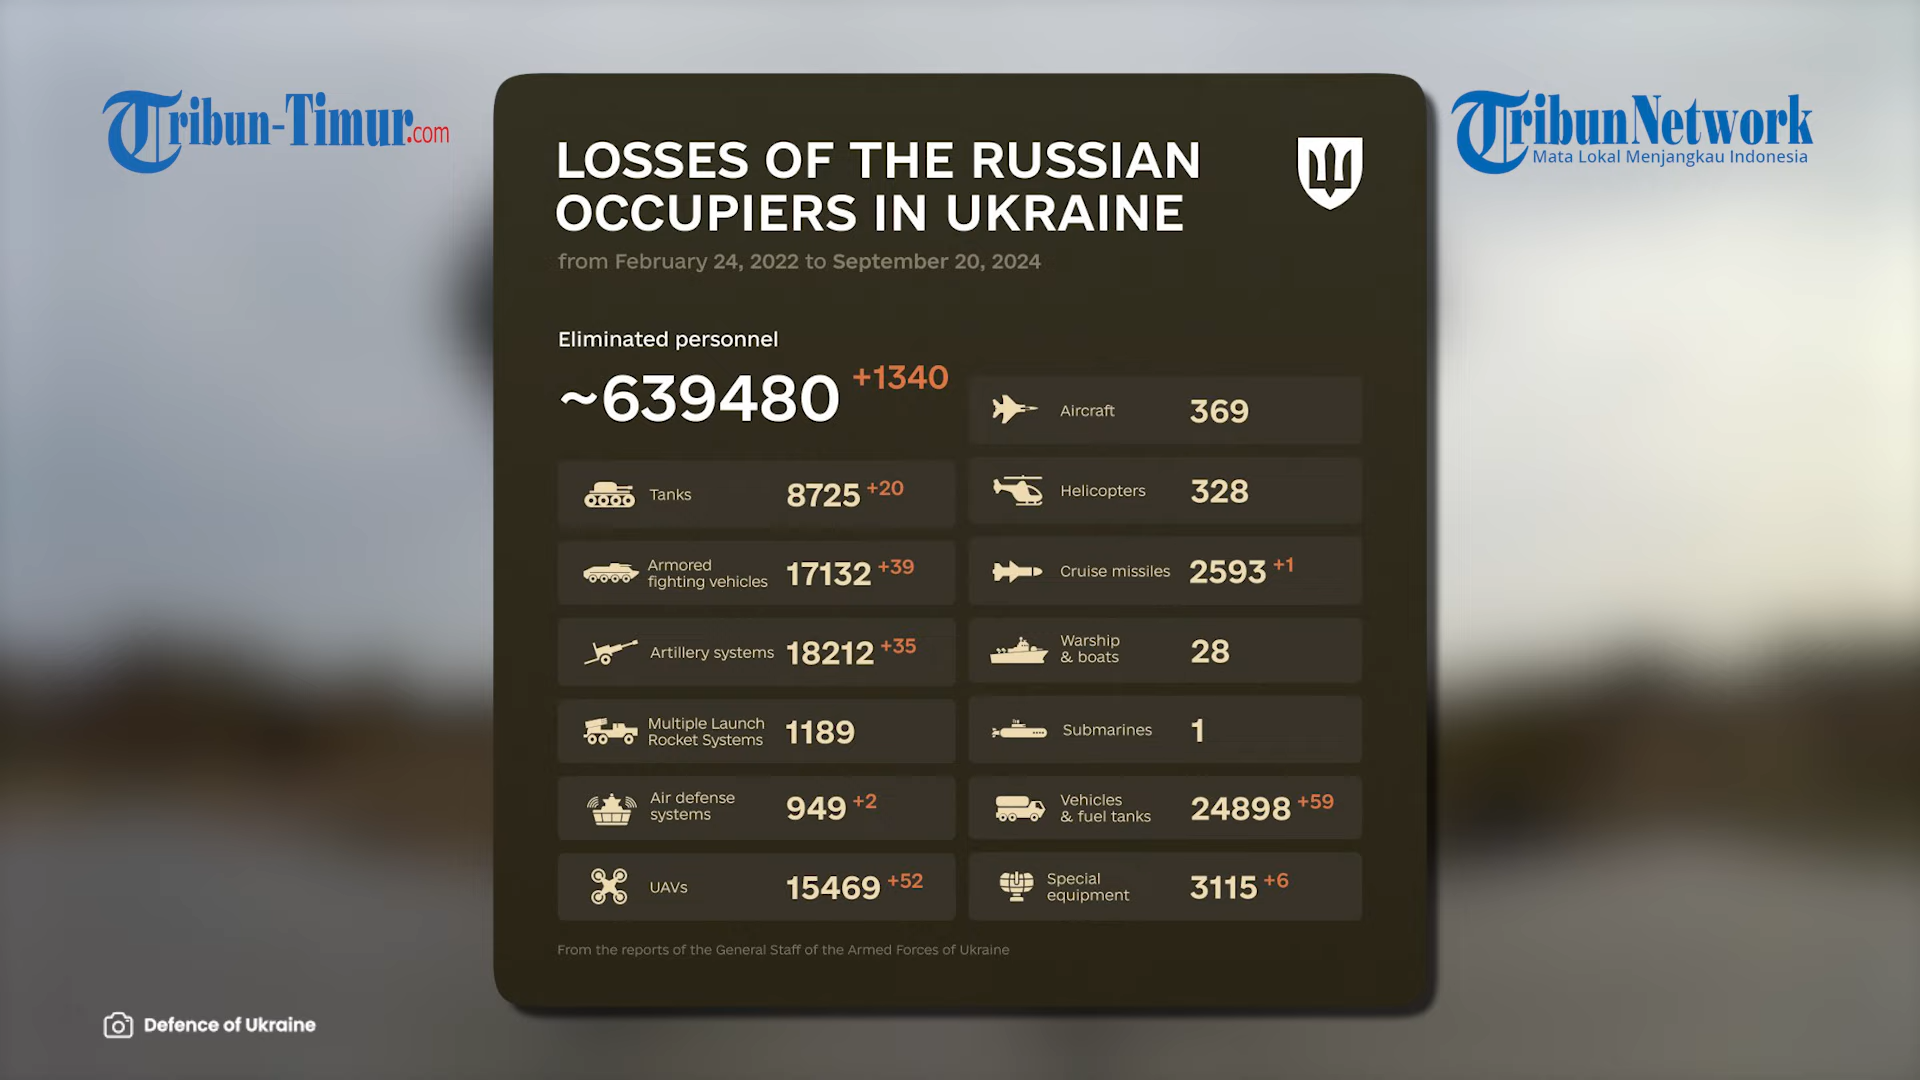 Tribun-Timur.com
TribunNetwork
Mata Lokal Menjangkau Indonesia
LOSSES OF THE RUSSIAN
OCCUPIERS IN UKRAINE
from February 24, 2022 to September 20, 2024
Eliminated personnel
~639480 +1340
Tanks 8725 +20
Armored
fighting vehicles 17132 +39
Artillery systems 18212 +35
Multiple Launch
Rocket Systems 1189
Air defense
systems 949 +2
UAVs 15469 +52
Aircraft 369
Helicopters 328
Cruise missiles 2593 +1
Warship
& boats 28
Submarines 1
Vehicles
& fuel tanks 24898 +59
Special
equipment 3115 +6
From the reports of the General Staff of the Armed Forces of Ukraine
Defence of Ukraine